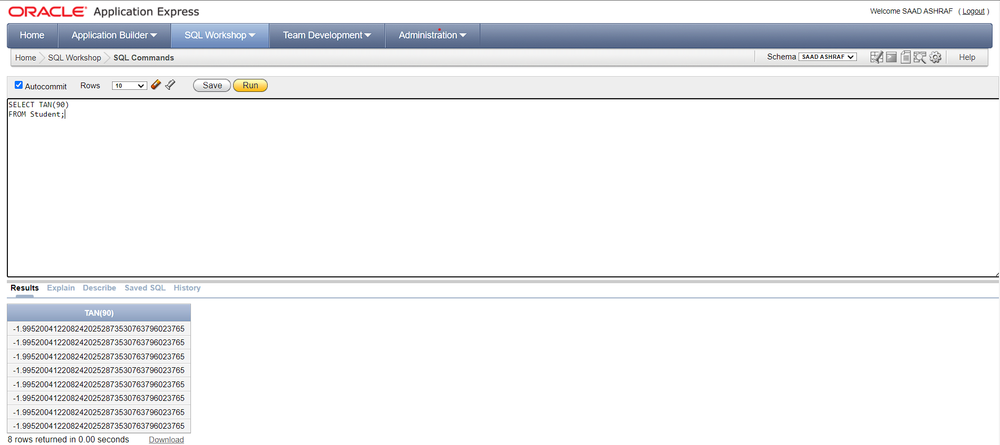 ORACLE Application Express
Welcome SAAD ASHRAF ( Logout )
Home Application Builder SQL Workshop Team Development Administration
Home SQL Workshop SQL Commands Schema SAAD ASHRAF Help
Autocommit Rows 10 Save Run
SELECT TAN(90)
FROM Student;
Results Explain Describe Saved SQL History
TAN(90)
-1.9952004122082420252873530763796023765
-1.9952004122082420252873530763796023765
-1.9952004122082420252873530763796023765
-1.9952004122082420252873530763796023765
-1.9952004122082420252873530763796023765
-1.9952004122082420252873530763796023765
-1.9952004122082420252873530763796023765
-1.9952004122082420252873530763796023765
8 rows returned in 0.00 seconds Download